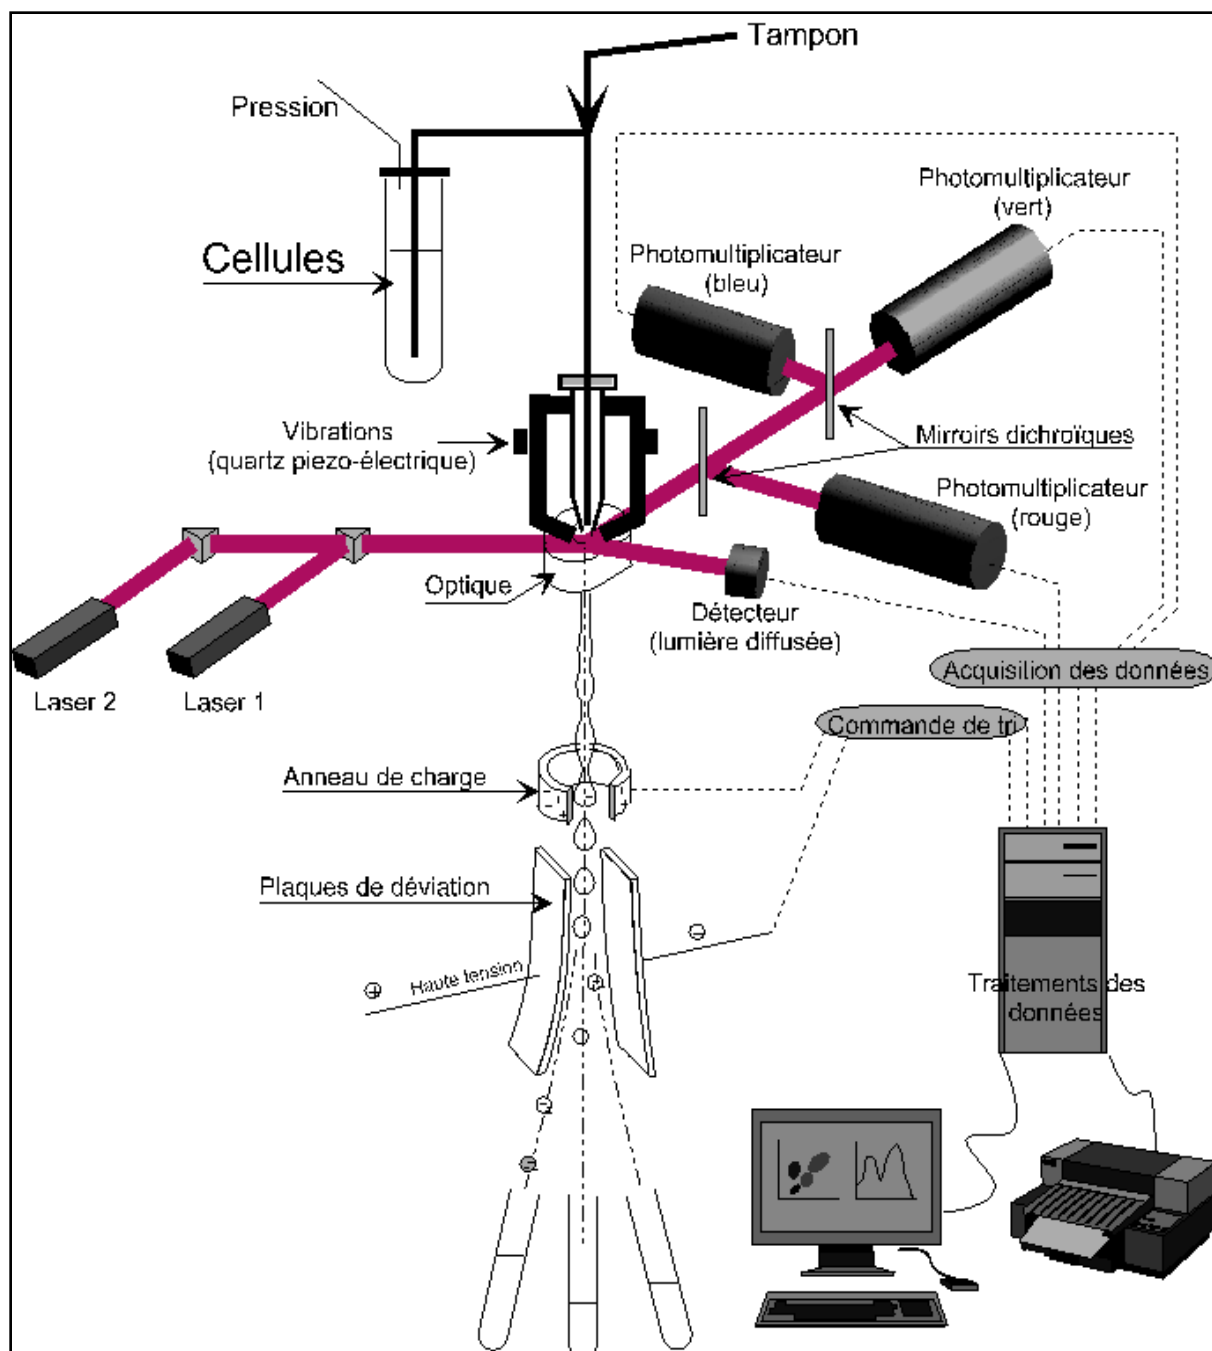 Tampon
Pression
Photomultiplicateur
(vert)
Cellules
Photomultiplicateur
(bleu)
Vibrations
(quartz piezo-électrique)
Mirroirs dichroïques
Photomultiplicateur
(rouge)
Optique
Détecteur
(lumière diffusée)
Laser 2
Laser 1
Acquisition des données
Commande de tri
Anneau de charge
Plaques de déviation
Haute tension
Traitements des
données